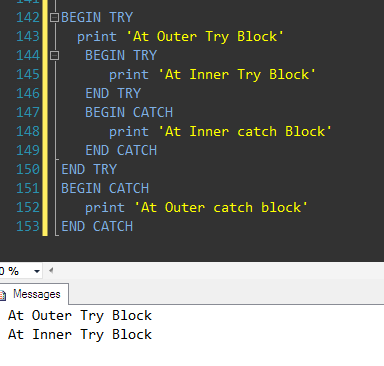 141
142 BEGIN TRY
143 print 'At Outer Try Block'
144 BEGIN TRY
145 print 'At Inner Try Block'
146 END TRY
147 BEGIN CATCH
148 print 'At Inner catch Block'
149 END CATCH
150 END TRY
151 BEGIN CATCH
152 print 'At Outer catch block'
153 END CATCH
0 %
Messages
At Outer Try Block
At Inner Try Block